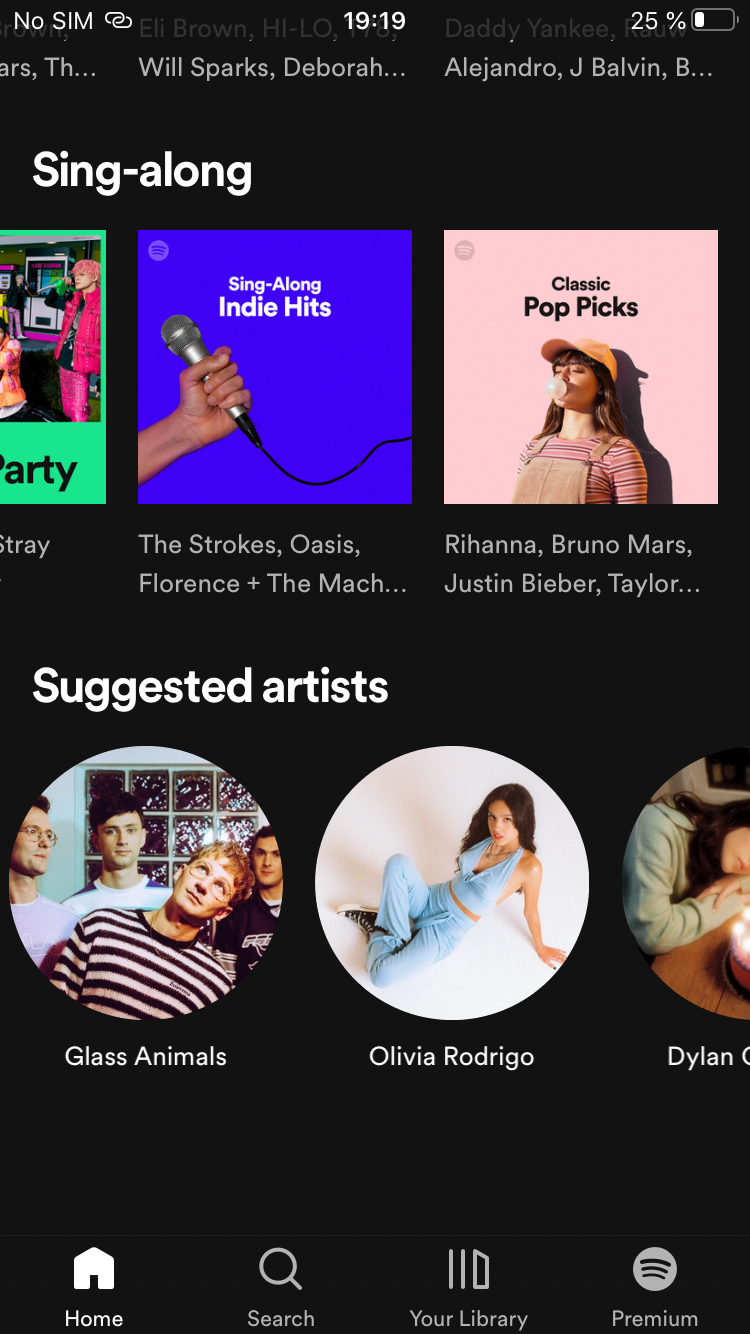 No SIM 19:19 25 %
Eli Brown, HI-LO, 178,
Daddy Yankee, Rauw
ars, Th...
Will Sparks, Deborah...
Alejandro, J Balvin, B...
Sing-along
Party
Sing-Along
Indie Hits
Classic
Pop Picks
Stray
The Strokes, Oasis,
Florence + The Mach...
Rihanna, Bruno Mars,
Justin Bieber, Taylor...
Suggested artists
Glass Animals
Olivia Rodrigo
Dylan
Home
Search
Your Library
Premium